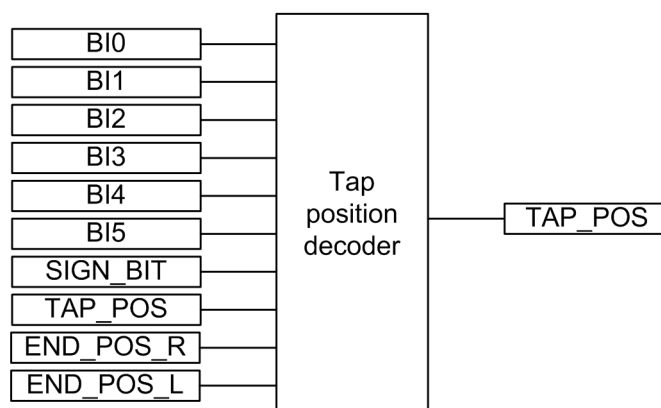 BI0
BI1
BI2
BI3
BI4
BI5
SIGN_BIT
TAP_POS
END_POS_R
END_POS_L
Tap
position
decoder
TAP_POS